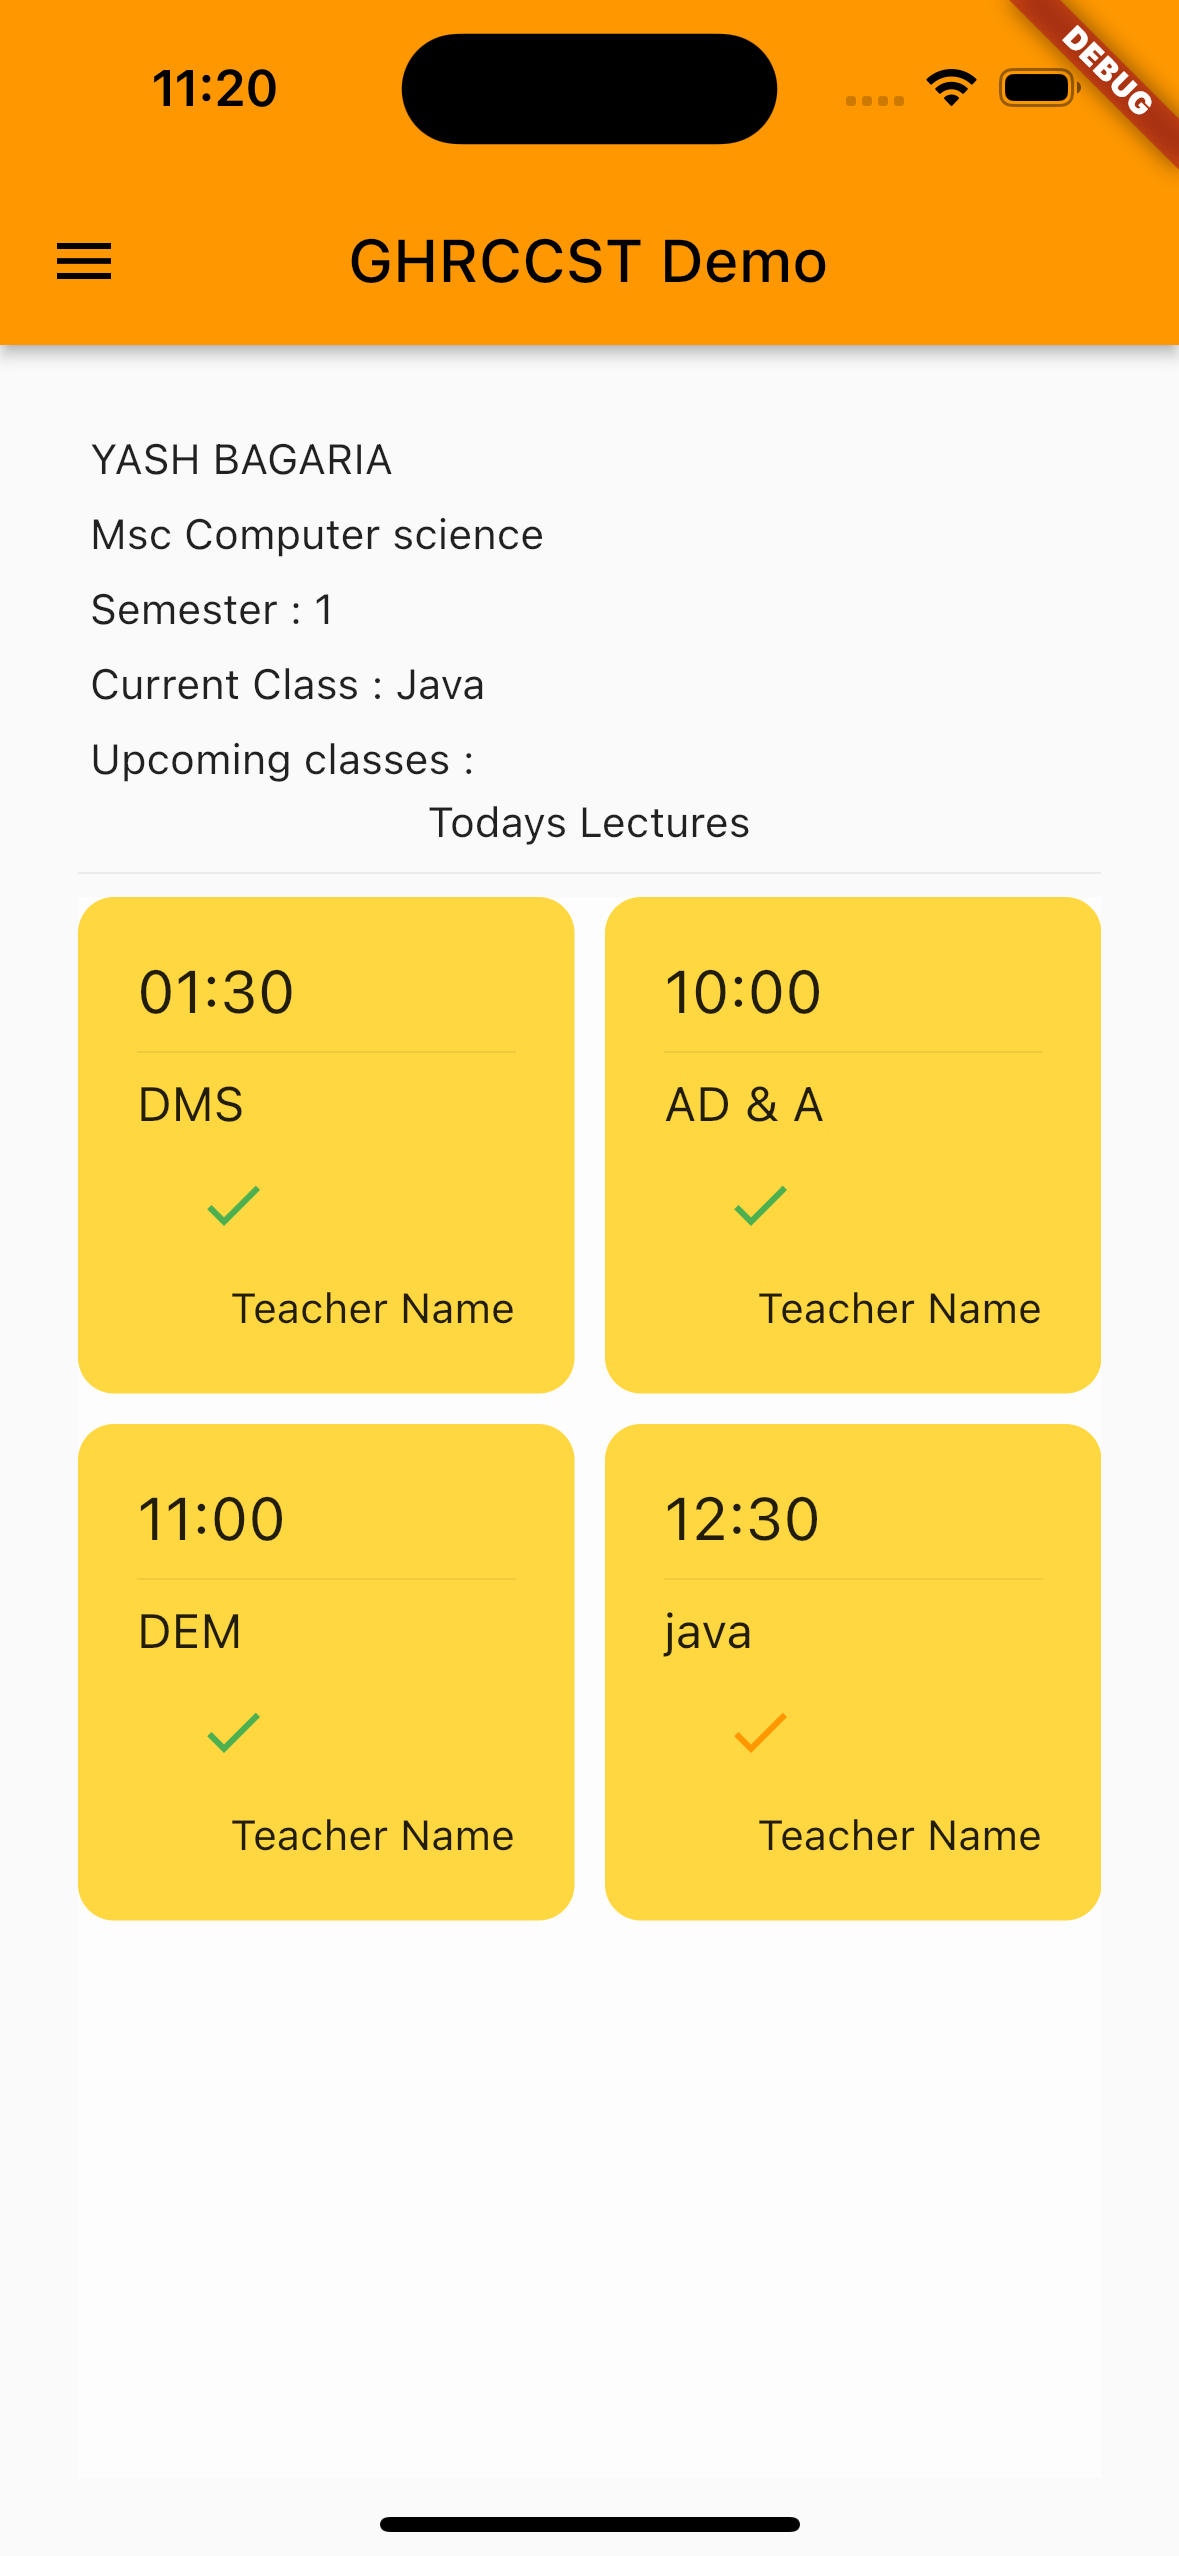 11:20
DEBUG
GHRCCST Demo
YASH BAGARIA
Msc Computer science
Semester : 1
Current Class : Java
Upcoming classes :
Todays Lectures
01:30
DMS
Teacher Name
10:00
AD & A
Teacher Name
11:00
DEM
Teacher Name
12:30
java
Teacher Name